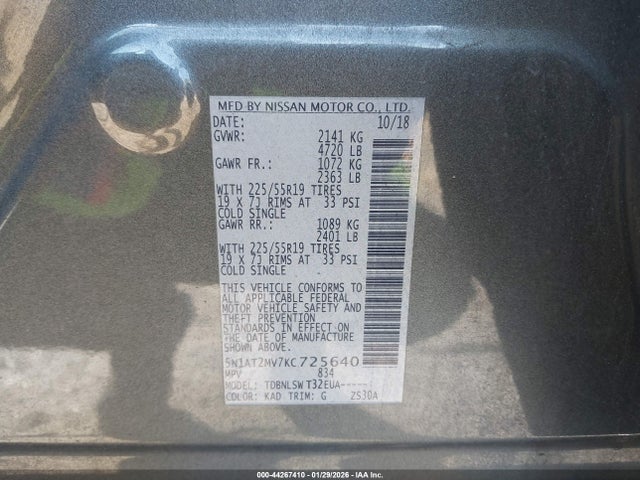 MFD BY NISSAN MOTOR CO., LTD.
DATE: 10/18
GVWR: 2141 KG
4720 LB
GAWR FR.: 1072 KG
2363 LB
WITH 225/55R19 TIRES
19 X 7J RIMS AT 33 PSI
COLD SINGLE
GAWR RR.: 1089 KG
2401 LB
WITH 225/55R19 TIRES
19 X 7J RIMS AT 33 PSI
COLD SINGLE
THIS VEHICLE CONFORMS TO
ALL APPLICABLE FEDERAL
MOTOR VEHICLE SAFETY AND
THEFT PREVENTION
STANDARDS IN EFFECT ON
THE DATE OF MANUFACTURE
5N1AT2MV7KC725640
MPV 834
MODEL: TDBNLSW T32EUA-----
COLOR: KAD TRIM: G ZS30A
000-44267410 | 01/29/2026 - IAA Inc.